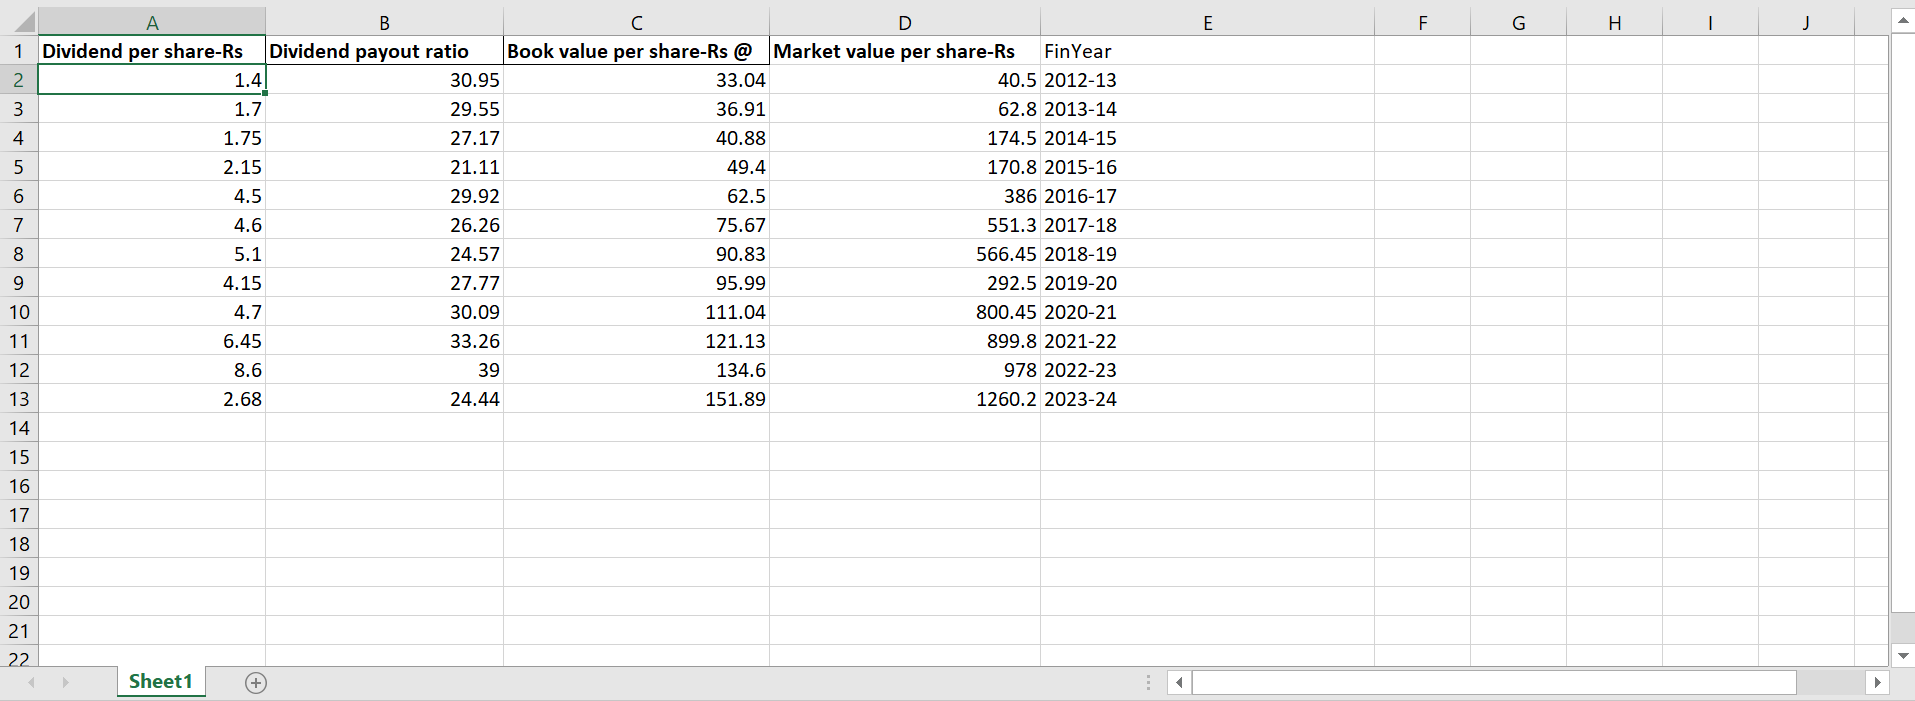 A B C D E F G H I J
1 Dividend per share-Rs Dividend payout ratio Book value per share-Rs @ Market value per share-Rs FinYear
2 1.4 30.95 33.04 40.5 2012-13
3 1.7 29.55 36.91 62.8 2013-14
4 1.75 27.17 40.88 174.5 2014-15
5 2.15 21.11 49.4 170.8 2015-16
6 4.5 29.92 62.5 386 2016-17
7 4.6 26.26 75.67 551.3 2017-18
8 5.1 24.57 90.83 566.45 2018-19
9 4.15 27.77 95.99 292.5 2019-20
10 4.7 30.09 111.04 800.45 2020-21
11 6.45 33.26 121.13 899.8 2021-22
12 8.6 39 134.6 978 2022-23
13 2.68 24.44 151.89 1260.2 2023-24
14
15
16
17
18
19
20
21
22
Sheet1